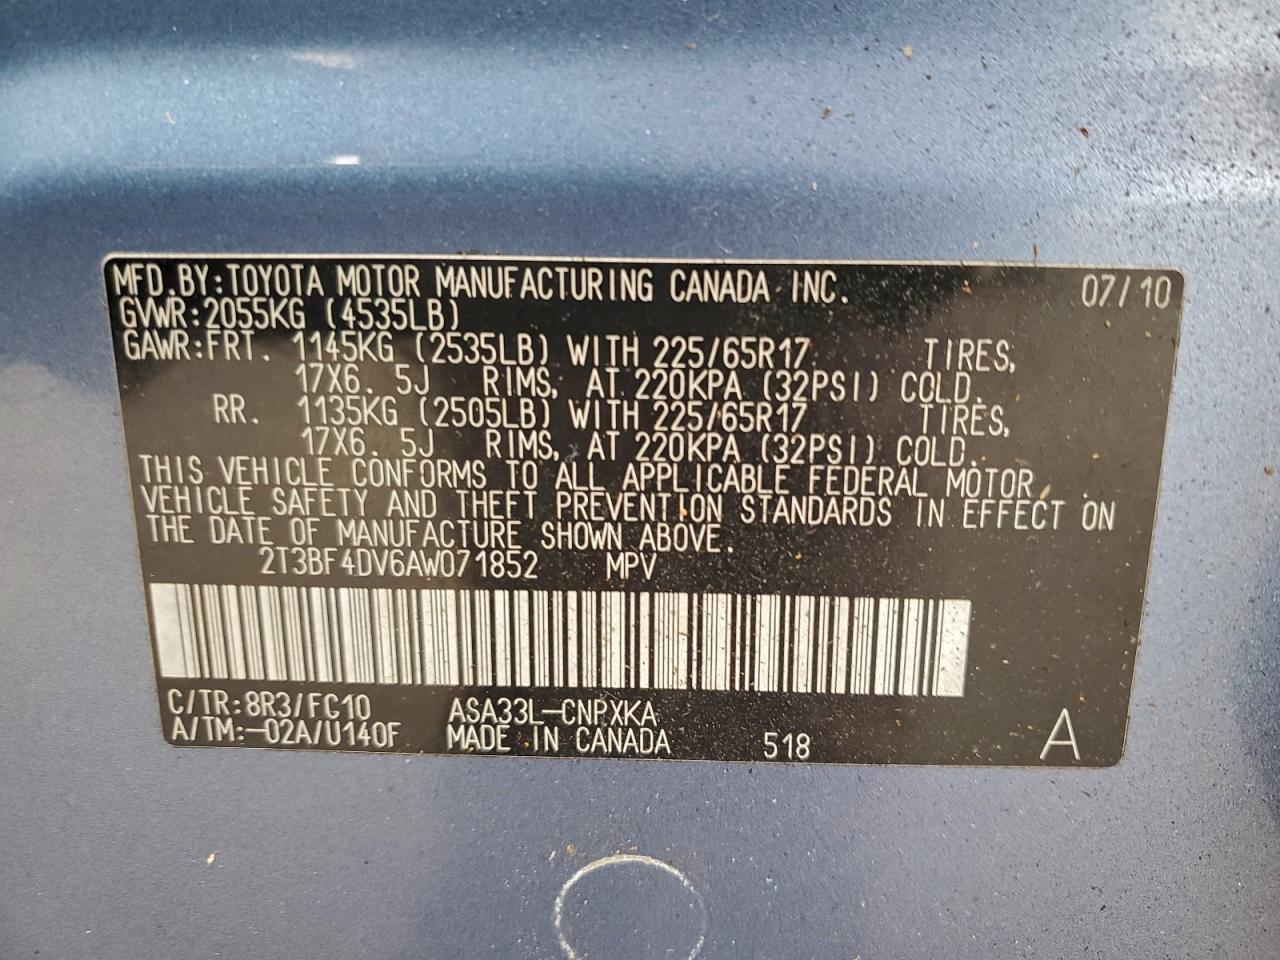 MFD.BY:TOYOTA MOTOR MANUFACTURING CANADA INC. 07/10
GVWR:2055KG (4535LB)
GAWR:FRT. 1145KG (2535LB) WITH 225/65R17 TIRES,
17X6. 5J RIMS, AT 220KPA (32PSI) COLD.
RR. 1135KG (2505LB) WITH 225/65R17 TIRES,
17X6. 5J RIMS, AT 220KPA (32PSI) COLD.
THIS VEHICLE CONFORMS TO ALL APPLICABLE FEDERAL MOTOR
VEHICLE SAFETY AND THEFT PREVENTION STANDARDS IN EFFECT ON
THE DATE OF MANUFACTURE SHOWN ABOVE.
2T3BF4DV6AW071852 MPV
C/TR:8R3/FC10 ASA33L-CNPXKA
A/TM:-02A/U140F MADE IN CANADA 518 A